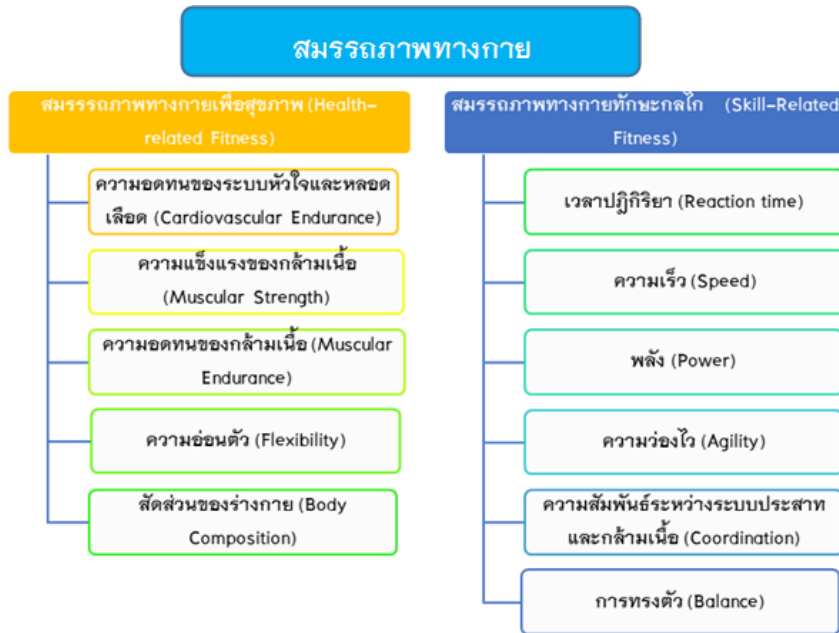 สมรรถภาพทางกาย
สมรรรถภาพทางกายเพื่อสุขภาพ (Health-
related Fitness)
ความอดทนของระบบหัวใจและหลอด
เลือด (Cardiovascular Endurance)
ความแข็งแรงของกล้ามเนื้อ
(Muscular Strength)
ความอดทนของกล้ามเนื้อ (Muscular
Endurance)
ความอ่อนตัว (Flexibility)
สัดส่วนของร่างกาย (Body
Composition)
สมรรถภาพทางกายทักษะกลไก (Skill-Related
Fitness)
เวลาปฏิกิริยา (Reaction time)
ความเร็ว (Speed)
พลัง (Power)
ความว่องไว (Agility)
ความสัมพันธ์ระหว่างระบบประสาท
และกล้ามเนื้อ (Coordination)
การทรงตัว (Balance)